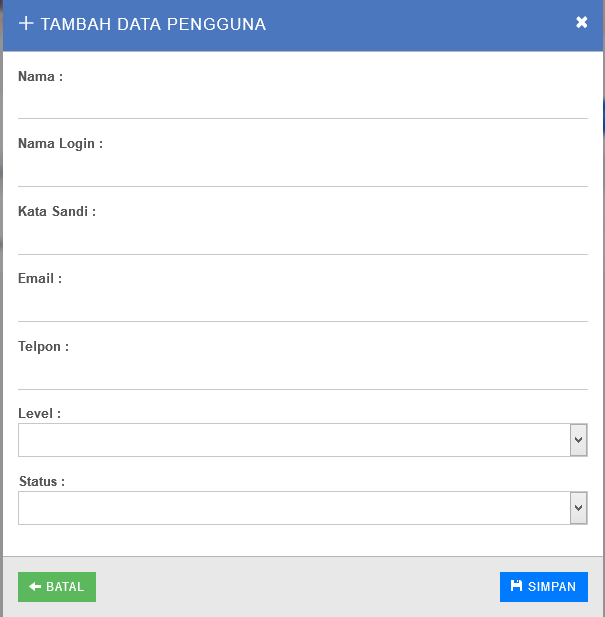 TAMBAH DATA PENGGUNA
Nama :
Nama Login :
Kata Sandi :
Email :
Telpon :
Level :
Status :
BATAL
SIMPAN